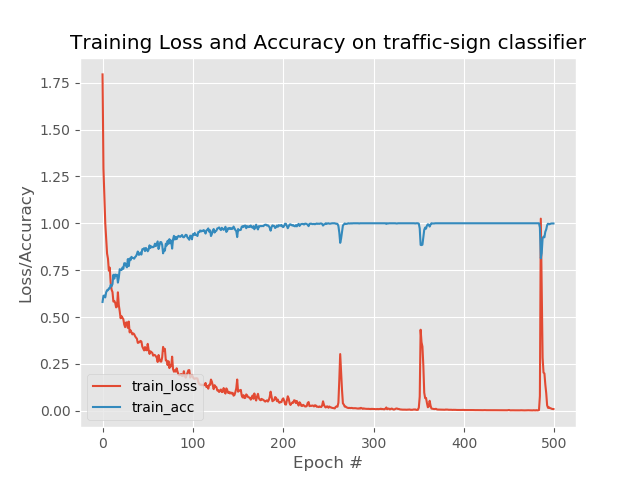 Training Loss and Accuracy on traffic-sign classifier
Loss/Accuracy
1.75
1.50
1.25
1.00
0.75
0.50
0.25
0.00
train_loss
train_acc
0 100 200 300 400 500
Epoch #